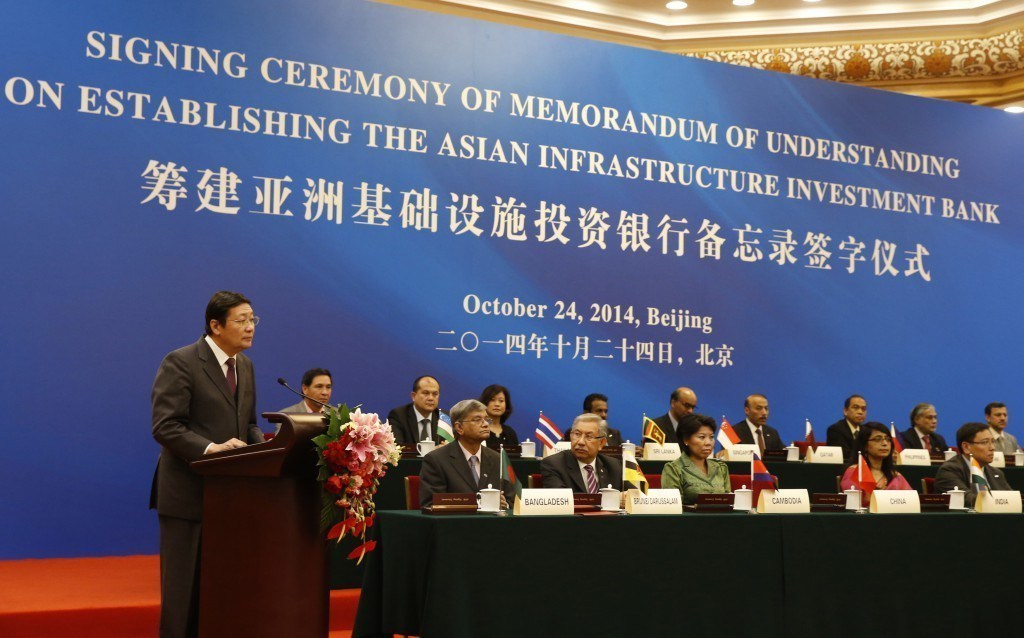 SIGNING CEREMONY OF MEMORANDUM OF UNDERSTANDING
ON ESTABLISHING THE ASIAN INFRASTRUCTURE INVESTMENT BANK
筹建亚洲基础设施投资银行备忘录签字仪式
October 24, 2014, Beijing
二〇一四年十月二十四日，北京
SRI LANKA
SINGAPORE
QATAR
PHILIPPINES
BANGLADESH
BRUNEI DARUSSALAM
CAMBODIA
CHINA
INDIA